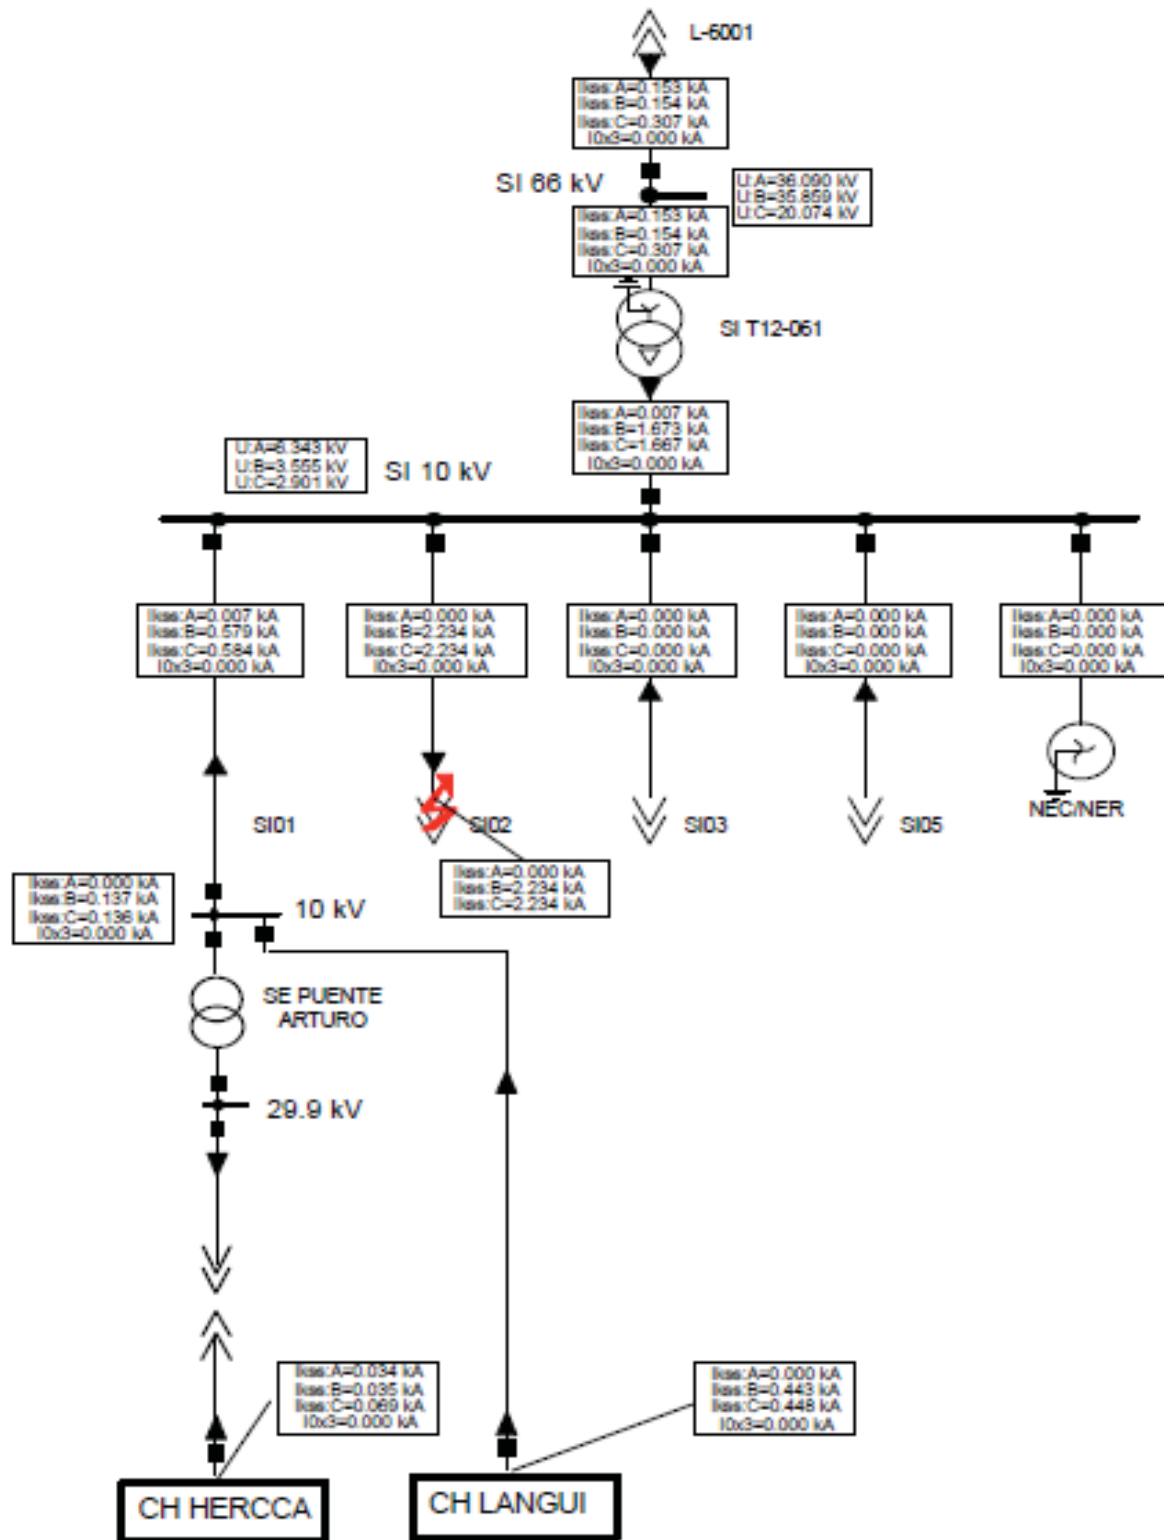 L-6001
Ikss:A=0.153 kA
Ikss:B=0.154 kA
Ikss:C=0.307 kA
I0x3=0.000 kA
SI 66 kV
U:A=36.090 kV
U:B=35.859 kV
U:C=20.074 kV
Ikss:A=0.153 kA
Ikss:B=0.154 kA
Ikss:C=0.307 kA
I0x3=0.000 kA
SI T12-061
Ikss:A=0.007 kA
Ikss:B=1.673 kA
Ikss:C=1.667 kA
I0x3=0.000 kA
U:A=6.343 kV
U:B=3.555 kV
U:C=2.901 kV
SI 10 kV
Ikss:A=0.007 kA
Ikss:B=0.579 kA
Ikss:C=0.584 kA
I0x3=0.000 kA
Ikss:A=0.000 kA
Ikss:B=2.234 kA
Ikss:C=2.234 kA
I0x3=0.000 kA
Ikss:A=0.000 kA
Ikss:B=0.000 kA
Ikss:C=0.000 kA
I0x3=0.000 kA
Ikss:A=0.000 kA
Ikss:B=0.000 kA
Ikss:C=0.000 kA
I0x3=0.000 kA
Ikss:A=0.000 kA
Ikss:B=0.000 kA
Ikss:C=0.000 kA
I0x3=0.000 kA
SI01
SI02
SI03
SI05
NEC/NER
Ikss:A=0.000 kA
Ikss:B=2.234 kA
Ikss:C=2.234 kA
Ikss:A=0.000 kA
Ikss:B=0.137 kA
Ikss:C=0.136 kA
I0x3=0.000 kA
10 kV
SE PUENTE
ARTURO
29.9 kV
Ikss:A=0.034 kA
Ikss:B=0.035 kA
Ikss:C=0.069 kA
I0x3=0.000 kA
Ikss:A=0.000 kA
Ikss:B=0.443 kA
Ikss:C=0.448 kA
I0x3=0.000 kA
CH HERCCA
CH LANGUI